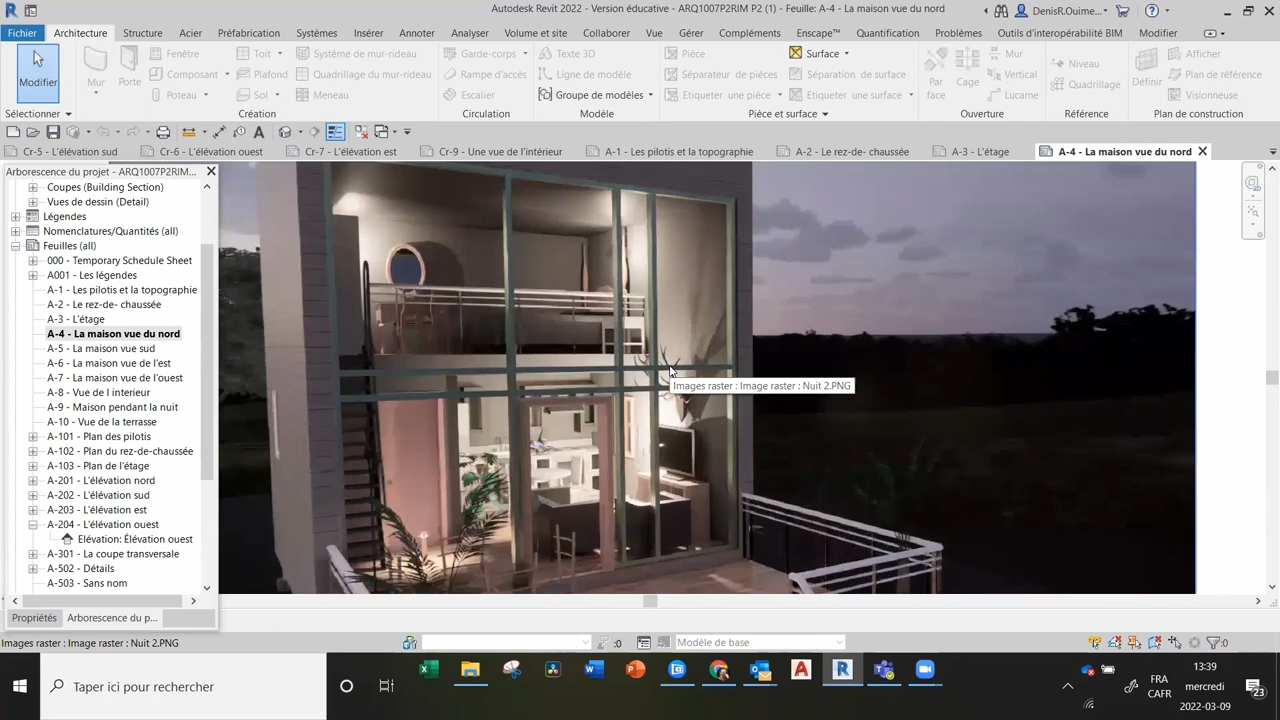 Autodesk Revit 2022 - Version éducative - ARQ1007P2RIM P2 (1) - Feuille: A-4 - La maison vue du nord
DenisR.Ouime...
Fichier Architecture Structure Acier Préfabrication Systèmes Insérer Annoter Analyser Volume et site Collaborer Vue Gérer Compléments Enscape™ Quantification Problèmes Outils d'interopérabilité BIM Modifier
Modifier
Mur
Porte
Fenêtre
Composant
Poteau
Toit
Plafond
Sol
Système de mur-rideau
Quadrillage du mur-rideau
Meneau
Garde-corps
Rampe d'accès
Escalier
Texte 3D
Ligne de modèle
Groupe de modèles
Pièce
Séparateur de pièces
Etiqueter une pièce
Surface
Séparation de surface
Etiqueter une surface
Par face
Cage
Mur
Vertical
Lucarne
Niveau
Quadrillage
Définir
Afficher
Plan de référence
Visionneuse
Sélectionner
Création
Circulation
Modèle
Pièce et surface
Ouverture
Référence
Plan de construction
Cr-5 - L'élévation sud
Cr-6 - L'élévation ouest
Cr-7 - L'élévation est
Cr-9 - Une vue de l'intérieur
A-1 - Les pilotis et la topographie
A-2 - Le rez-de- chaussée
A-3 - L'étage
A-4 - La maison vue du nord
Arborescence du projet - ARQ1007P2RIM...
Coupes (Building Section)
Vues de dessin (Detail)
Légendes
Nomenclatures/Quantités (all)
Feuilles (all)
000 - Temporary Schedule Sheet
A001 - Les légendes
A-1 - Les pilotis et la topographie
A-2 - Le rez-de- chaussée
A-3 - L'étage
A-4 - La maison vue du nord
A-5 - La maison vue sud
A-6 - La maison vue de l'est
A-7 - La maison vue de l'ouest
A-8 - Vue de l interieur
A-9 - Maison pendant la nuit
A-10 - Vue de la terrasse
A-101 - Plan des pilotis
A-102 - Plan du rez-de-chaussée
A-103 - Plan de l'étage
A-201 - L'élévation nord
A-202 - L'élévation sud
A-203 - L'élévation est
A-204 - L'élévation ouest
Elévation: Élévation ouest
A-301 - La coupe transversale
A-502 - Détails
A-503 - Sans nom
Images raster : Image raster : Nuit 2.PNG
Propriétés
Arborescence du p...
Images raster : Image raster : Nuit 2.PNG
:0
Modèle de base
:0
Taper ici pour rechercher
FRA
CAFR
13:39
mercredi
2022-03-09
23